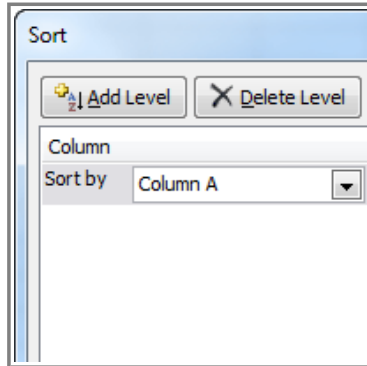 Sort
Add Level Delete Level
Column
Sort by Column A